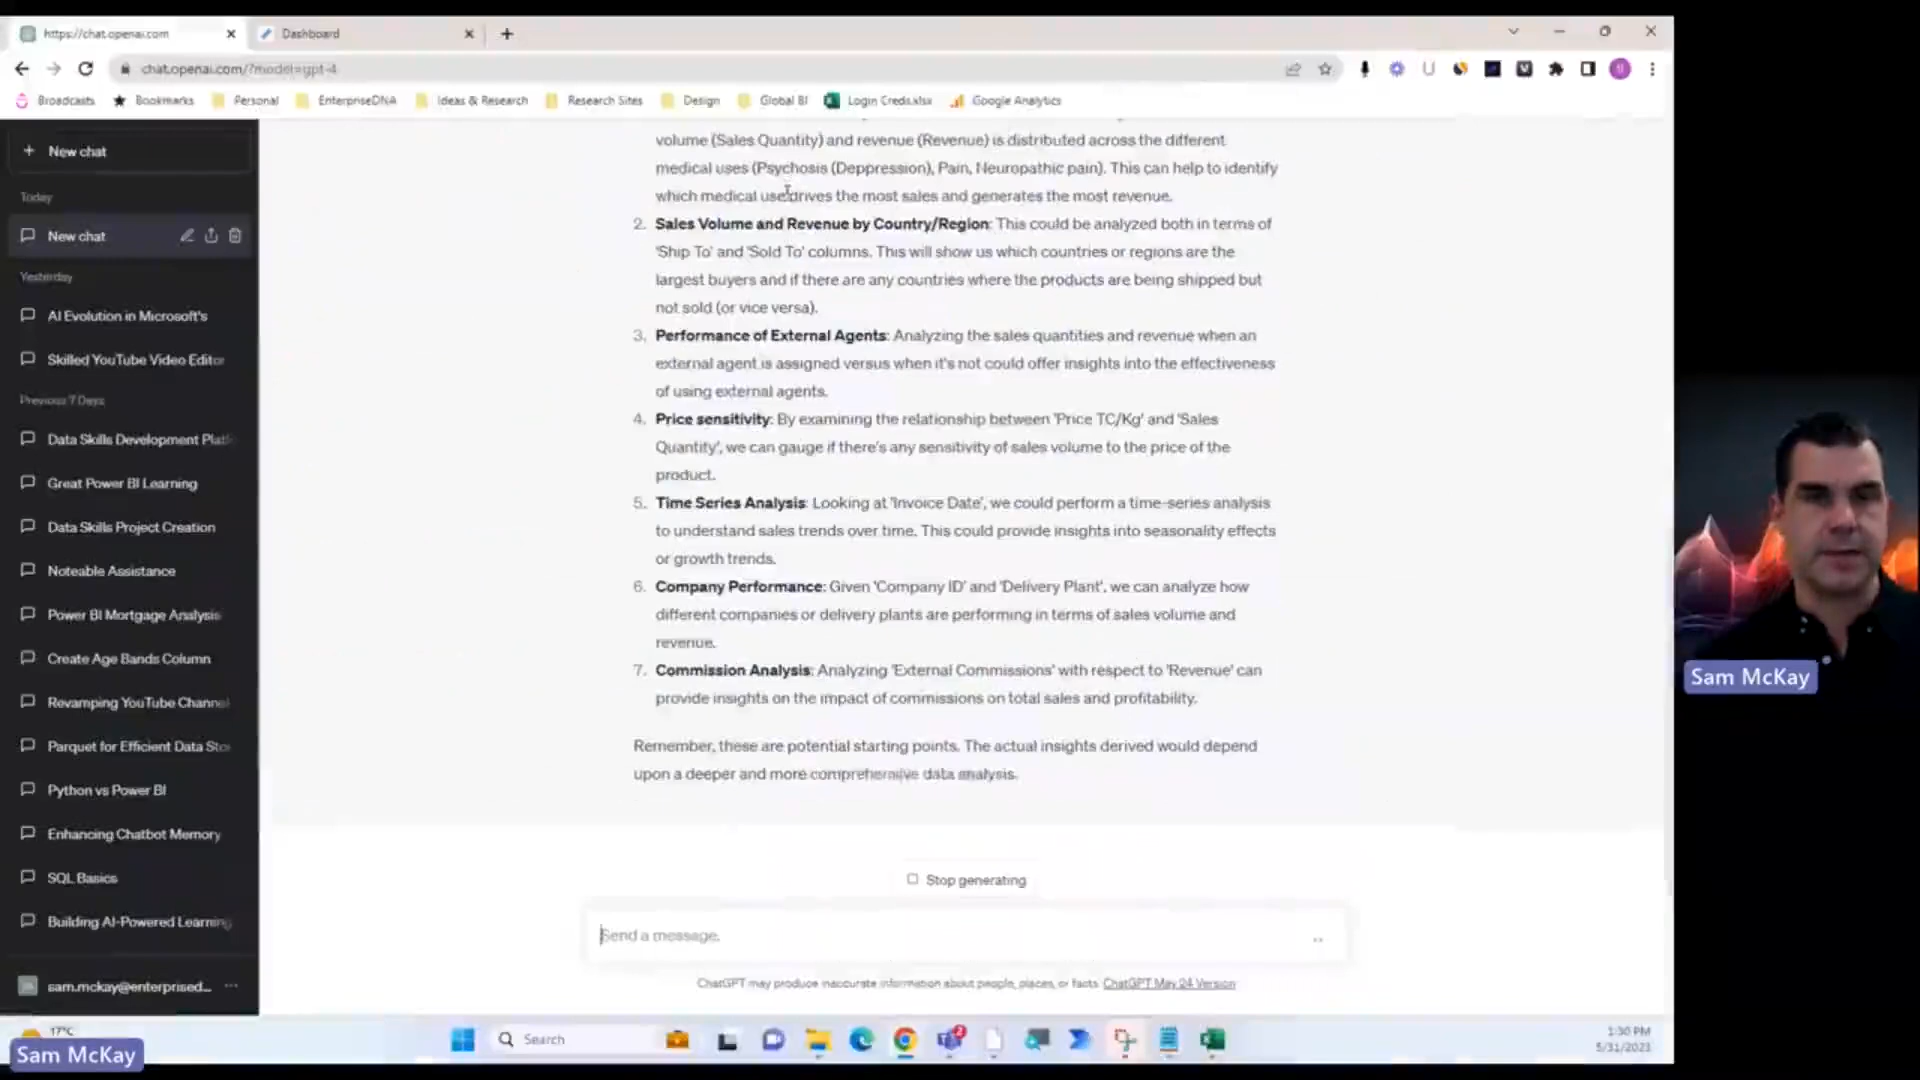 https://chat.openai.com
Dashboard
chat.openai.com/?model=gpt-4
Broadcasts
Bookmarks
Personal
EnterpriseDNA
Ideas & Research
Research Sites
Design
Global BI
Login Creds.xlsx
Google Analytics
+ New chat
Today
New chat
Yesterday
AI Evolution in Microsoft's
Skilled YouTube Video Editor
Previous 7 Days
Data Skills Development Platf
Great Power BI Learning
Data Skills Project Creation
Noteable Assistance
Power BI Mortgage Analysis
Create Age Bands Column
Revamping YouTube Channel
Parquet for Efficient Data Sto
Python vs Power BI
Enhancing Chatbot Memory
SQL Basics
Building AI-Powered Learning
sam.mckay@enterprised...
volume (Sales Quantity) and revenue (Revenue) is distributed across the different
medical uses (Psychosis (Depression), Pain, Neuropathic pain). This can help to identify
which medical use drives the most sales and generates the most revenue.
2. Sales Volume and Revenue by Country/Region: This could be analyzed both in terms of
'Ship To' and 'Sold To' columns. This will show us which countries or regions are the
largest buyers and if there are any countries where the products are being shipped but
not sold (or vice versa).
3. Performance of External Agents: Analyzing the sales quantities and revenue when an
external agent is assigned versus when it's not could offer insights into the effectiveness
of using external agents.
4. Price sensitivity: By examining the relationship between 'Price TC/Kg' and 'Sales
Quantity', we can gauge if there's any sensitivity of sales volume to the price of the
product.
5. Time Series Analysis: Looking at 'Invoice Date', we could perform a time-series analysis
to understand sales trends over time. This could provide insights into seasonality effects
or growth trends.
6. Company Performance: Given 'Company ID' and 'Delivery Plant', we can analyze how
different companies or delivery plants are performing in terms of sales volume and
revenue.
7. Commission Analysis: Analyzing 'External Commissions' with respect to 'Revenue' can
provide insights on the impact of commissions on total sales and profitability.
Remember, these are potential starting points. The actual insights derived would depend
upon a deeper and more comprehensive data analysis.
Stop generating
Send a message.
ChatGPT may produce inaccurate information about people, places, or facts. ChatGPT May 24 Version
Sam McKay
17°C
Sam McKay
Search
2
1:30 PM
5/31/2023